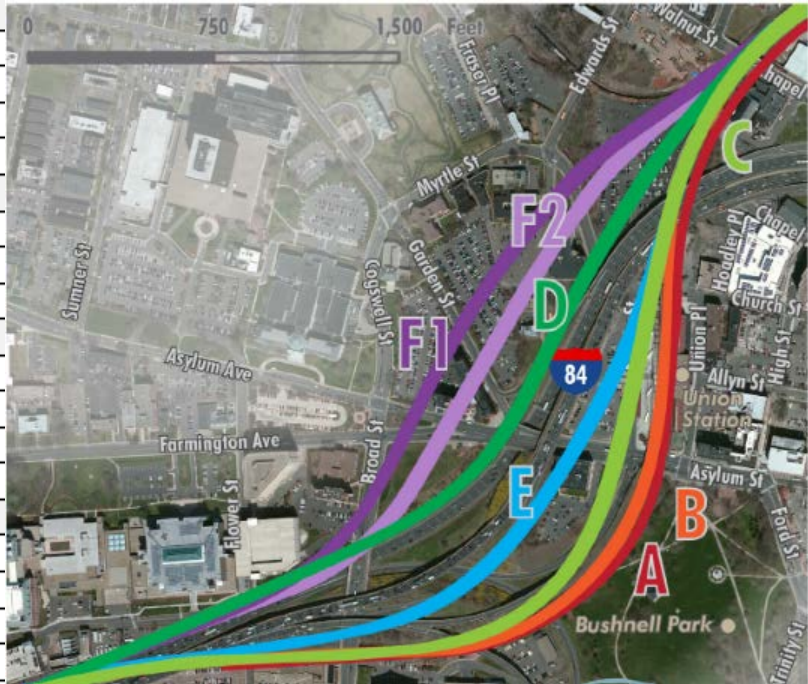 0 750 1,500 Feet
Walnut St
Edwards St
Fraser Pl
Chapel
C
Myrtle St
F2
Hoadley Pl
Chapel
Garden St
Cogswell St
Sumner St
D
Church St
St
F1
Union Pl
High St
Asylum Ave
84
Allyn St
Union
Station
Farmington Ave
Broad St
Asylum St
Flower St
E
B
Ford St
A
Bushnell Park
Trinity St